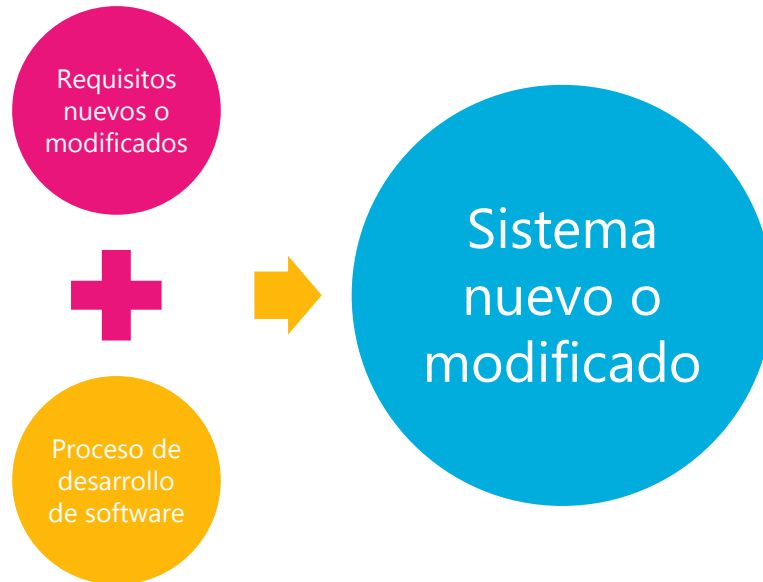 Requisitos
nuevos o
modificados
Proceso de
desarrollo
de software
Sistema
nuevo o
modificado